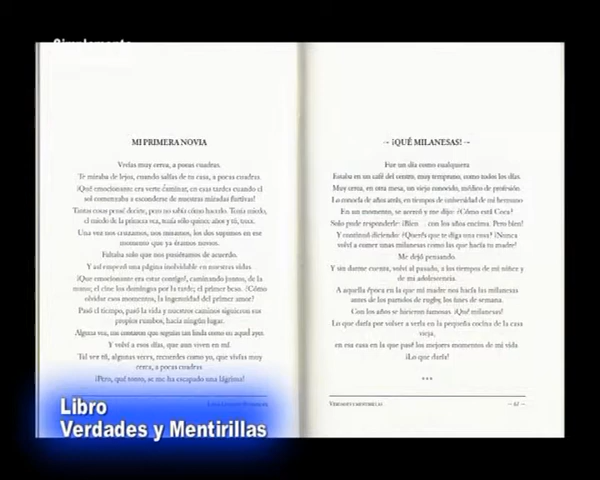 Simplemente
MI PRIMERA NOVIA
Vivías muy cerca, a pocas cuadras.
Te miraba de lejos, cuando salías de tu casa, a pocas cuadras.
¡Qué emocionante era verte caminar, en esas tardes cuando el
sol comenzaba a esconderse de nuestras miradas furtivas!
Tantas cosas pensé decirte, pero no sabía cómo hacerlo. Tenía miedo,
el miedo de la primera vez, tenía sólo quince años y tú, trece.
Una vez nos cruzamos, nos miramos, los dos supimos en ese
momento que ya éramos novios.
Faltaba solo que nos pusiéramos de acuerdo.
Y así empezó una página inolvidable en nuestras vidas.
¡Qué emocionante era estar contigo!, caminando juntos, de la
mano; el cine los domingos por la tarde; el primer beso. ¿Cómo
olvidar esos momentos, la ingenuidad del primer amor?
Pasó el tiempo, pasó la vida y nuestros caminos siguieron sus
propios rumbos, hacia ningún lugar.
Alguna vez, me contaron que seguías tan linda como en aquel ayer.
Y volví a esos días, que aun viven en mí.
Tal vez tú, algunas veces, recuerdes como yo, que vivías muy
cerca, a pocas cuadras
¡Pero, qué tonto, se me ha escapado una lágrima!
~ ¡QUÉ MILANESAS! ~
Fue un día como cualquiera
Estaba en un café del centro, muy temprano, como todos los días.
Muy cerca, en otra mesa, un viejo conocido, médico de profesión.
Lo conocía de años atrás, en tiempos de universidad de mi hermano
En un momento, se acercó y me dijo: ¿Cómo está Coca?
Solo pude responderle: ¡Bien... con los años encima. Pero bien!
Y continuó diciendo: ¿Querés que te diga una cosa? ¡Nunca
volví a comer unas milanesas como las que hacía tu madre!
Me dejó pensando.
Y sin darme cuenta, volví al pasado, a los tiempos de mi niñez y
de mi adolescencia.
A aquella época en la que mi madre nos hacía las milanesas
antes de los partidos de rugby, los fines de semana.
Con los años se hicieron famosas. ¡Qué milanesas!
Lo que daría por volver a verla en la pequeña cocina de la casa
vieja,
en esa casa en la que pasé los mejores momentos de mi vida
¡Lo que daría!
***
VERDADES Y MENTIRILLAS
Libro
Verdades y Mentirillas